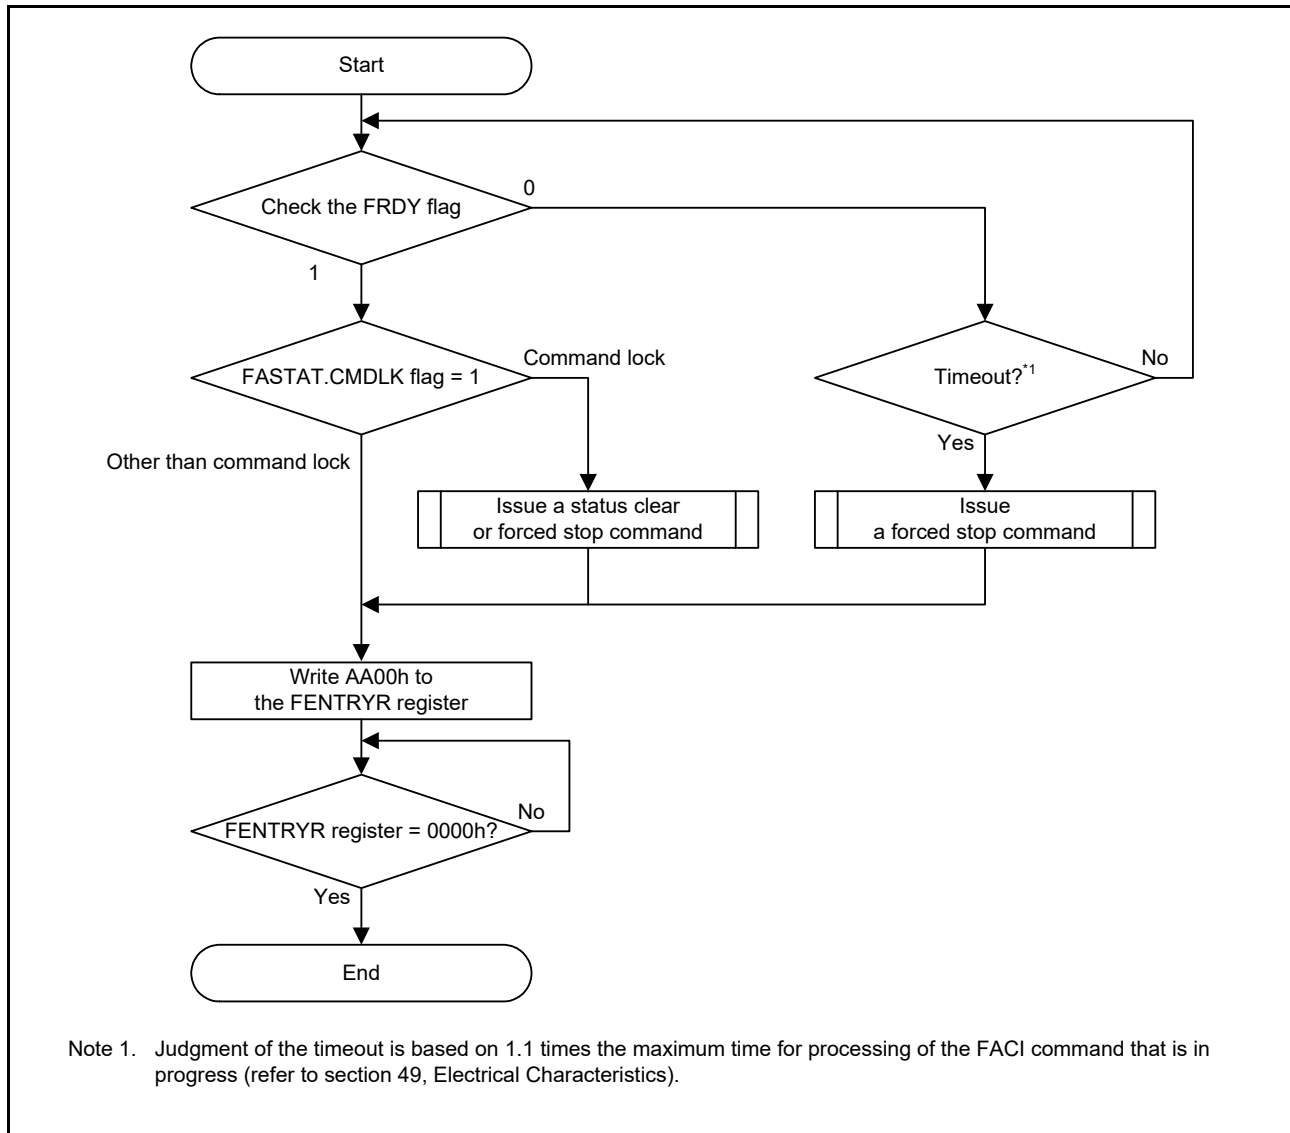 Start
Check the FRDY flag
0
1
FASTAT.CMDLK flag = 1
Command lock
Timeout?*1
No
Yes
Other than command lock
Issue a status clear
or forced stop command
Issue
a forced stop command
Write AA00h to
the FENTRYR register
FENTRYR register = 0000h?
No
Yes
End
Note 1. Judgment of the timeout is based on 1.1 times the maximum time for processing of the FACI command that is in
progress (refer to section 49, Electrical Characteristics).